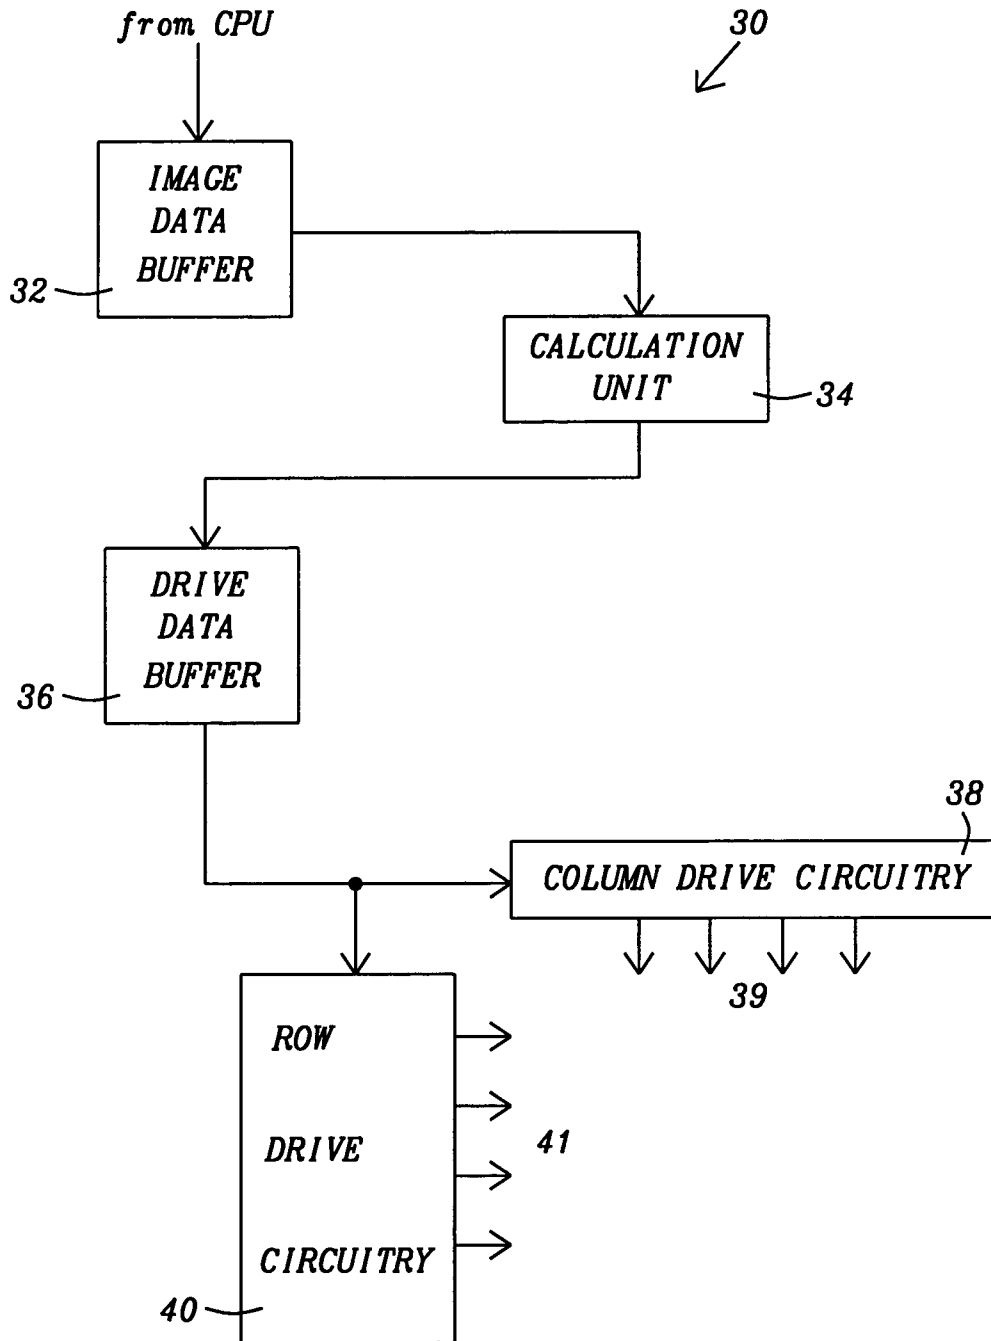 from CPU
30
IMAGE
DATA
BUFFER
32
CALCULATION
UNIT
34
DRIVE
DATA
BUFFER
36
38
COLUMN DRIVE CIRCUITRY
39
ROW
DRIVE
CIRCUITRY
41
40